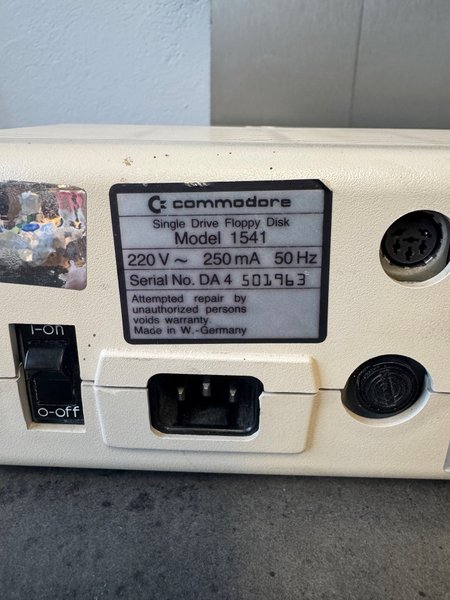 commodore
Single Drive Floppy Disk
Model 1541
220 V ~ 250 mA 50 Hz
Serial No. DA 4 501963
Attempted repair by
unauthorized persons
voids warranty.
Made in W.-Germany
I-on
o-off